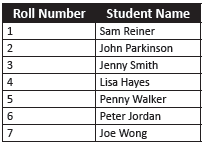 Roll Number Student Name
1 Sam Reiner
2 John Parkinson
3 Jenny Smith
4 Lisa Hayes
5 Penny Walker
6 Peter Jordan
7 Joe Wong